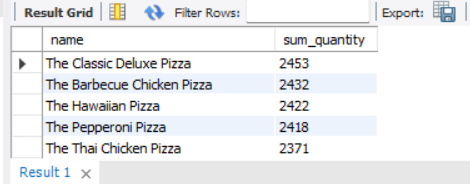 Result Grid Filter Rows: Export:
name sum_quantity
The Classic Deluxe Pizza 2453
The Barbecue Chicken Pizza 2432
The Hawaiian Pizza 2422
The Pepperoni Pizza 2418
The Thai Chicken Pizza 2371
Result 1 ×